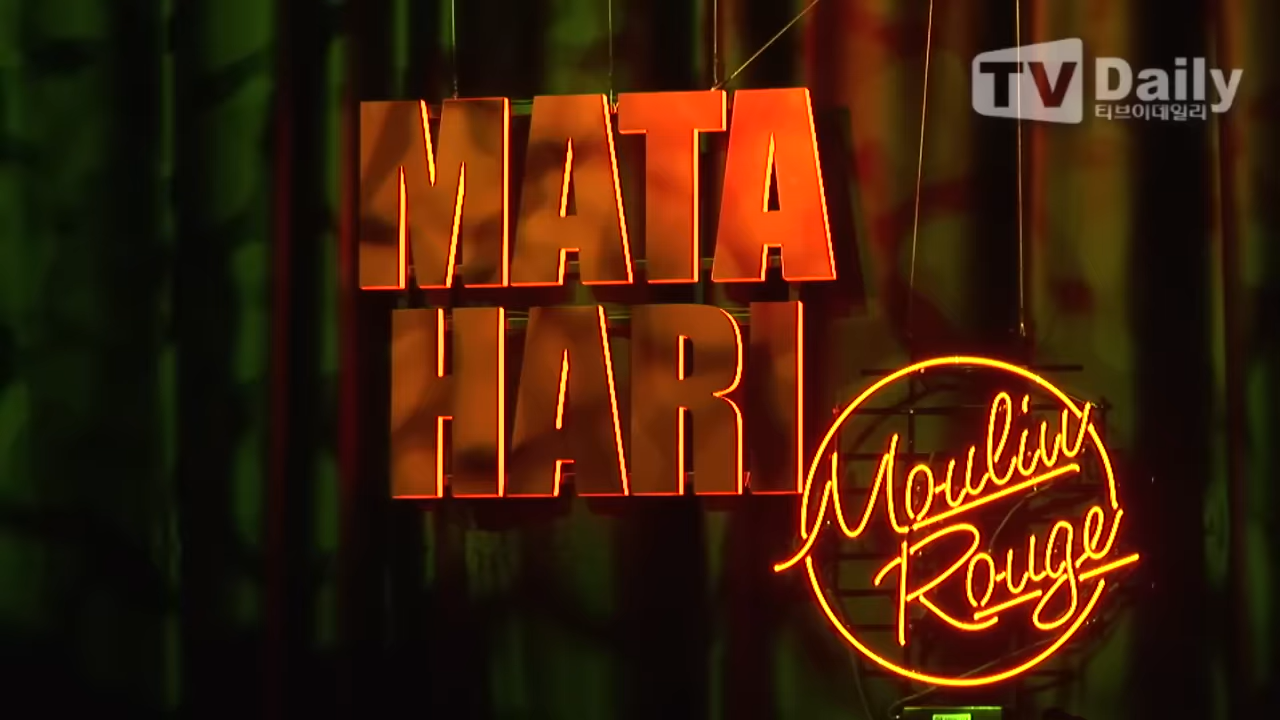 TV Daily
티브이데일리
MATA
HARI
Moulin
Rouge